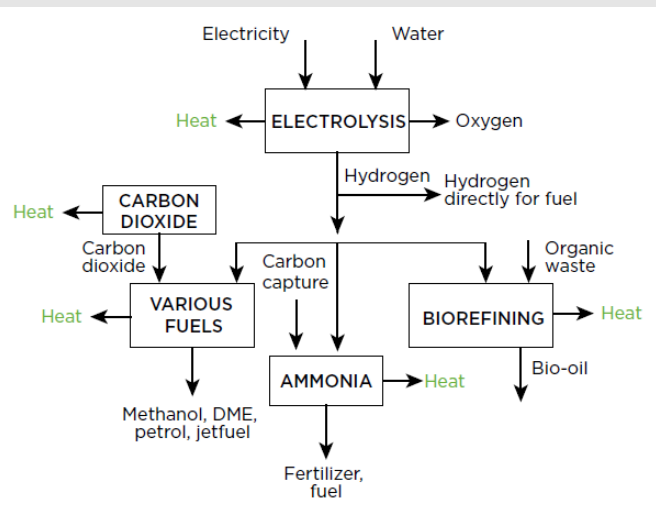 Electricity
Water
Heat
ELECTROLYSIS
Oxygen
Hydrogen
Hydrogen
directly for fuel
Heat
CARBON
DIOXIDE
Carbon
dioxide
Carbon
capture
Organic
waste
Heat
VARIOUS
FUELS
BIOREFINING
Heat
AMMONIA
Heat
Bio-oil
Methanol, DME,
petrol, jetfuel
Fertilizer,
fuel